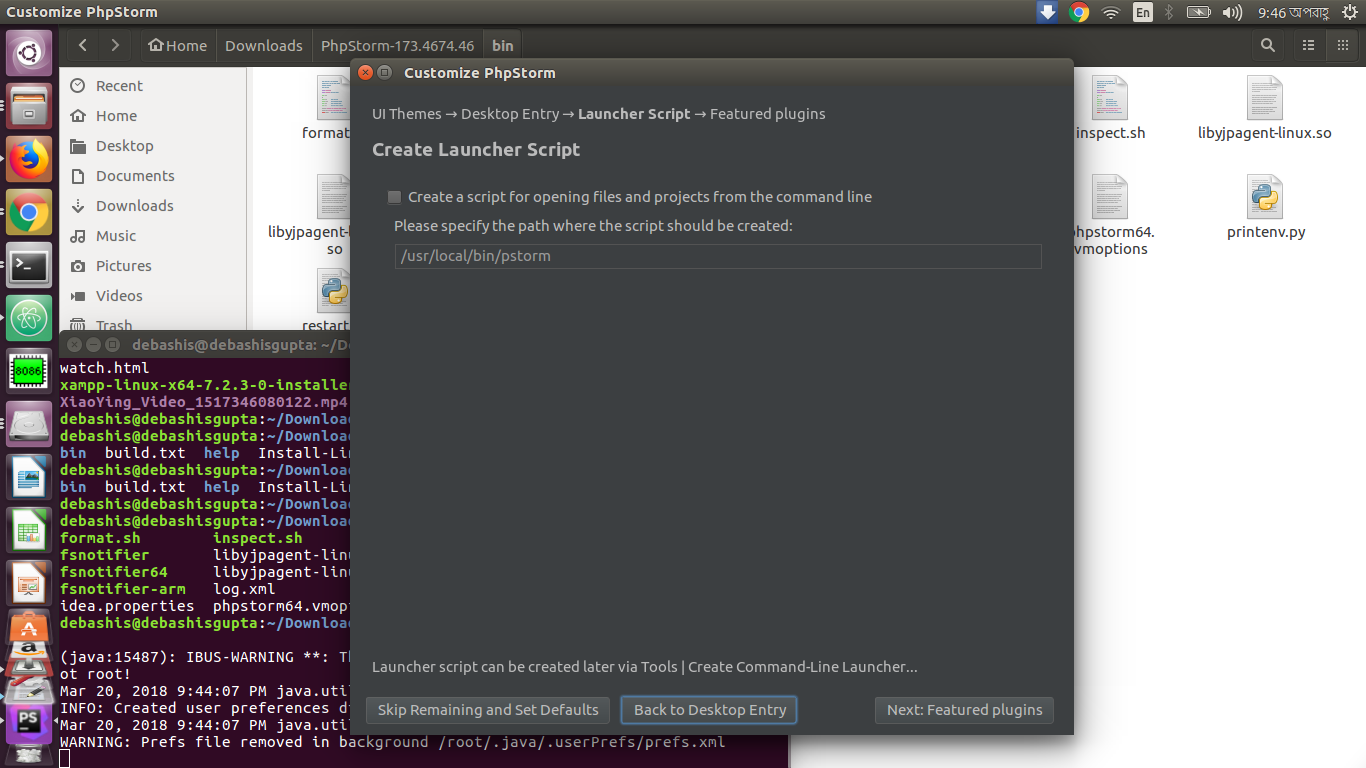 Customize PhpStorm
En
9:46 অপরাহ্ণ
Home
Downloads
PhpStorm-173.4674.46
bin
Recent
Home
Desktop
Documents
Downloads
Music
Pictures
Videos
Trash
inspect.sh
libyjpagent-linux.so
so
vmoptions
printenv.py
Customize PhpStorm
UI Themes → Desktop Entry → Launcher Script → Featured plugins
Create Launcher Script
Create a script for opening files and projects from the command line
Please specify the path where the script should be created:
/usr/local/bin/pstorm
Launcher script can be created later via Tools | Create Command-Line Launcher...
Skip Remaining and Set Defaults
Back to Desktop Entry
Next: Featured plugins
8086
a
PS
debashis@debashisgupta: ~/Do
watch.html
xampp-linux-x64-7.2.3-0-installe
XiaoYing_Video_1517346080122.mp4
debashis@debashisgupta:~/Downloa
debashis@debashisgupta:~/Downloa
bin build.txt help Install-Li
debashis@debashisgupta:~/Downloa
bin build.txt help Install-Li
debashis@debashisgupta:~/Downloa
debashis@debashisgupta:~/Downloa
format.sh inspect.sh
fsnotifier libyjpagent-linu
fsnotifier64 libyjpagent-linu
fsnotifier-arm log.xml
idea.properties phpstorm64.vmopt
debashis@debashisgupta:~/Downloa
(java:15487): IBUS-WARNING **: Th
ot root!
Mar 20, 2018 9:44:07 PM java.util
INFO: Created user preferences di
Mar 20, 2018 9:44:07 PM java.util
WARNING: Prefs file removed in background /root/.java/.userPrefs/prefs.xml